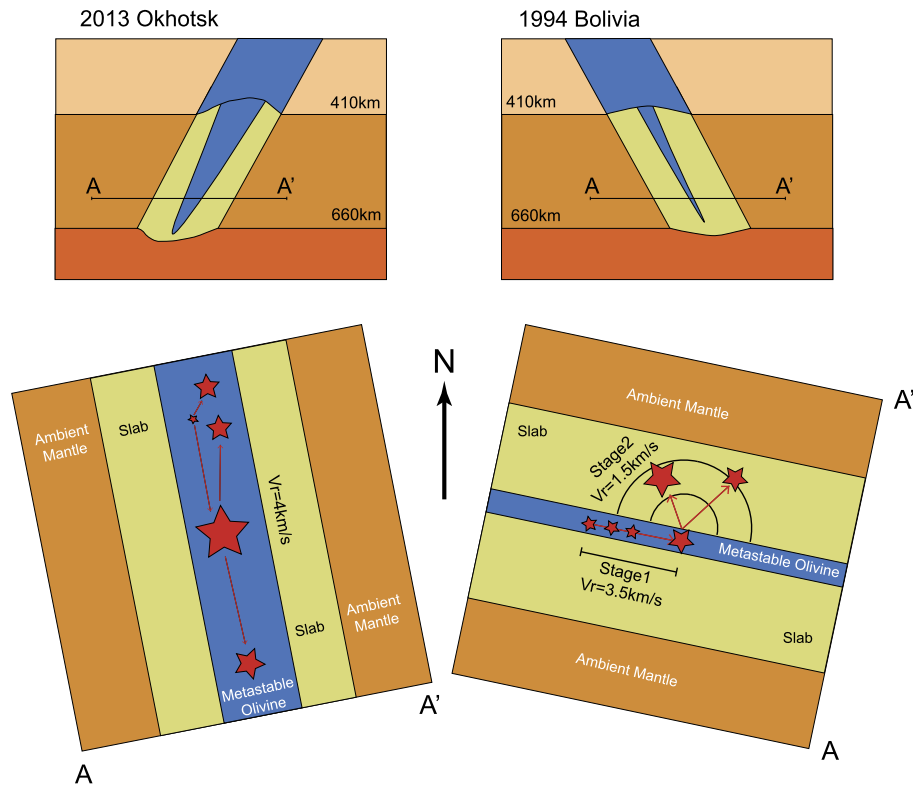 2013 Okhotsk
1994 Bolivia
410km
A
A'
660km
410km
A
A'
660km
N
Ambient
Mantle
Slab
Vr=4km/s
Ambient
Mantle
Slab
Metastable
Olivine
A'
A
Ambient Mantle
A'
Slab
Stage2
Vr=1.5km/s
Metastable Olivine
Stage1
Vr=3.5km/s
Slab
Ambient Mantle
A